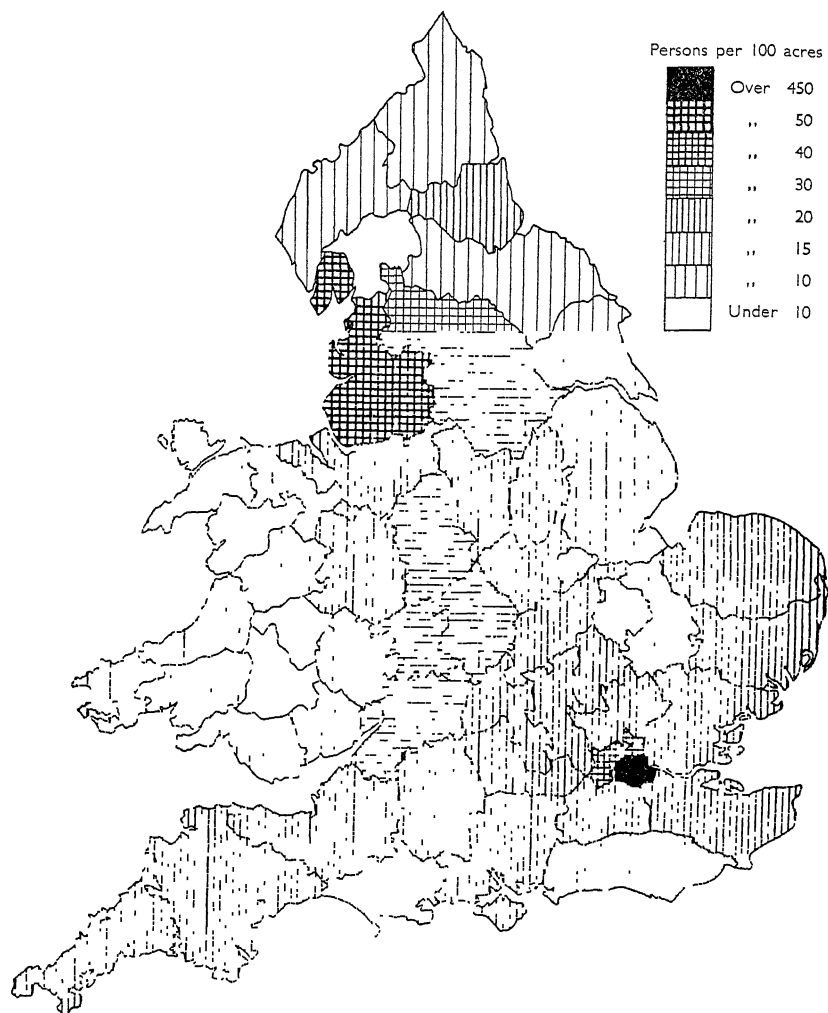 Persons per 100 acres
Over 450
,, 50
,, 40
,, 30
,, 20
,, 15
,, 10
Under 10